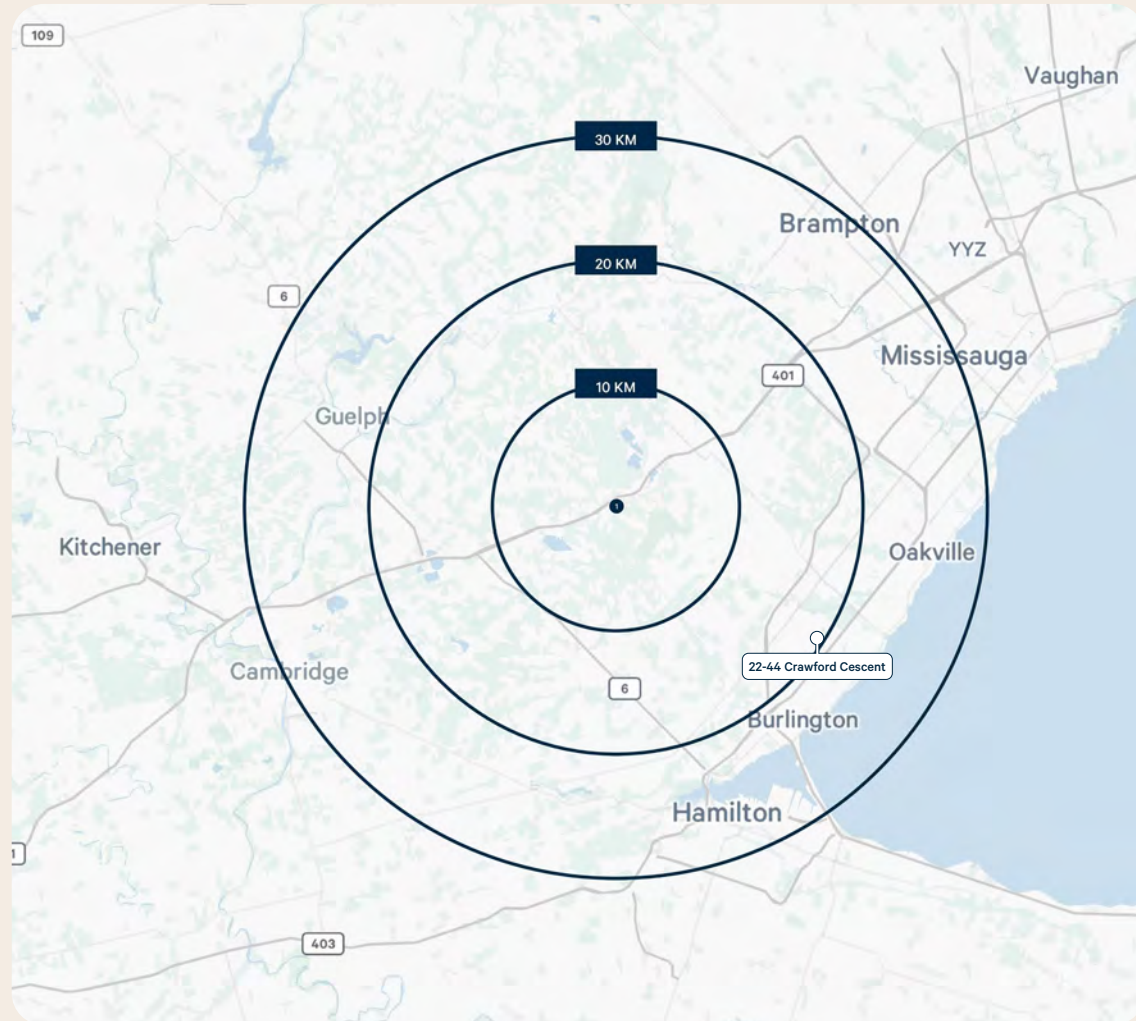 109
Vaughan
30 KM
Brampton
YYZ
20 KM
6
Mississauga
401
10 KM
Guelph
1
Kitchener
Oakville
22-44 Crawford Cescent
Cambridge
6
Burlington
Hamilton
403